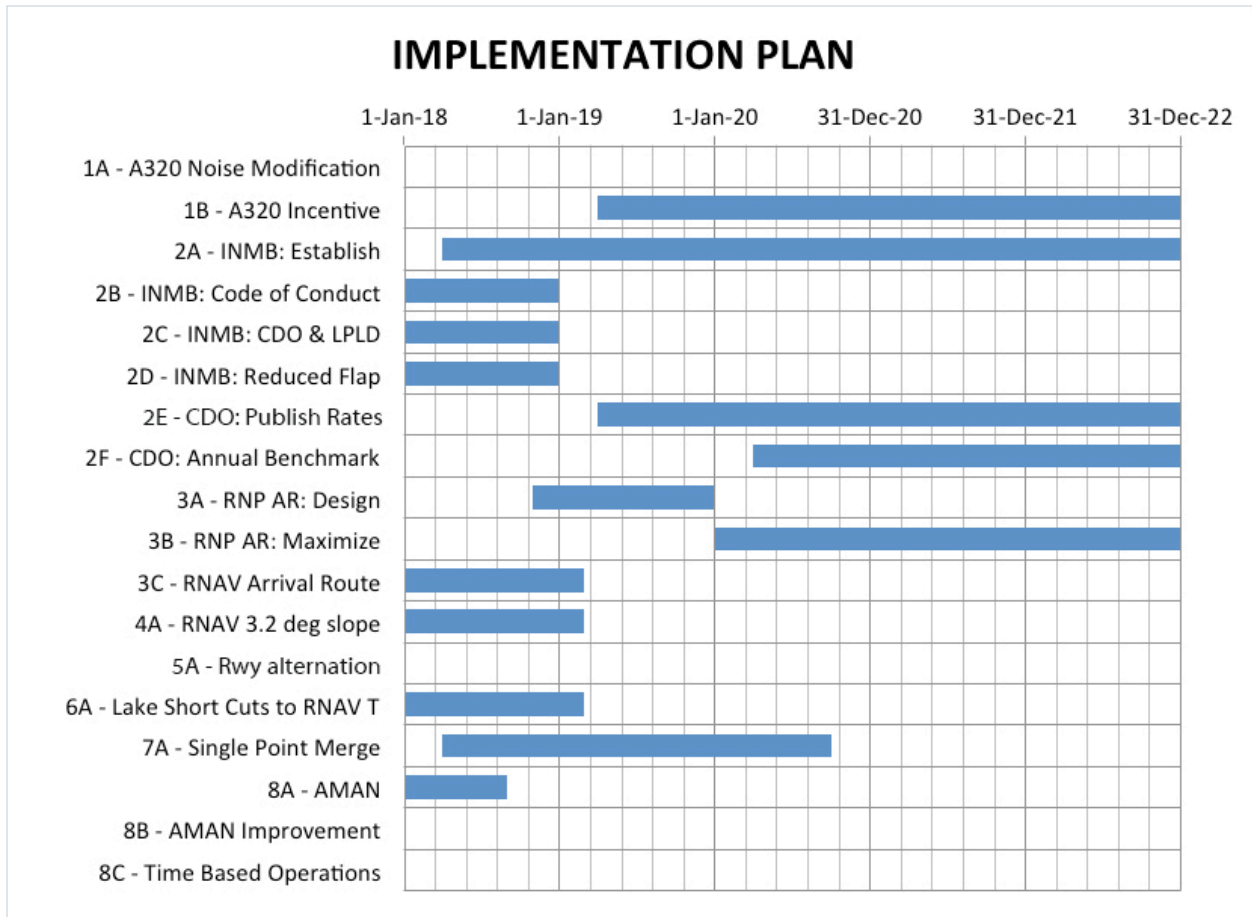 IMPLEMENTATION PLAN
1-Jan-18 1-Jan-19 1-Jan-20 31-Dec-20 31-Dec-21 31-Dec-22
1A - A320 Noise Modification
1B - A320 Incentive
2A - INMB: Establish
2B - INMB: Code of Conduct
2C - INMB: CDO & LPLD
2D - INMB: Reduced Flap
2E - CDO: Publish Rates
2F - CDO: Annual Benchmark
3A - RNP AR: Design
3B - RNP AR: Maximize
3C - RNAV Arrival Route
4A - RNAV 3.2 deg slope
5A - Rwy alternation
6A - Lake Short Cuts to RNAV T
7A - Single Point Merge
8A - AMAN
8B - AMAN Improvement
8C - Time Based Operations